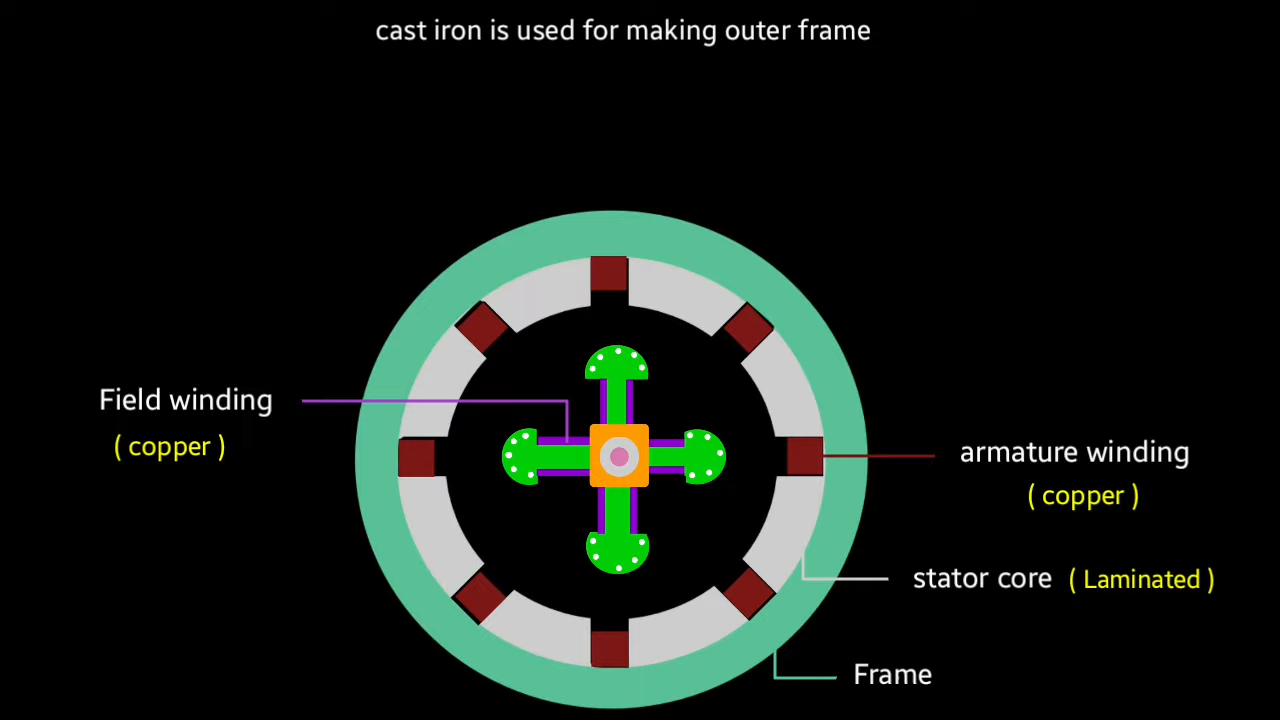 cast iron is used for making outer frame
Field winding
( copper )
armature winding
( copper )
stator core ( Laminated )
Frame